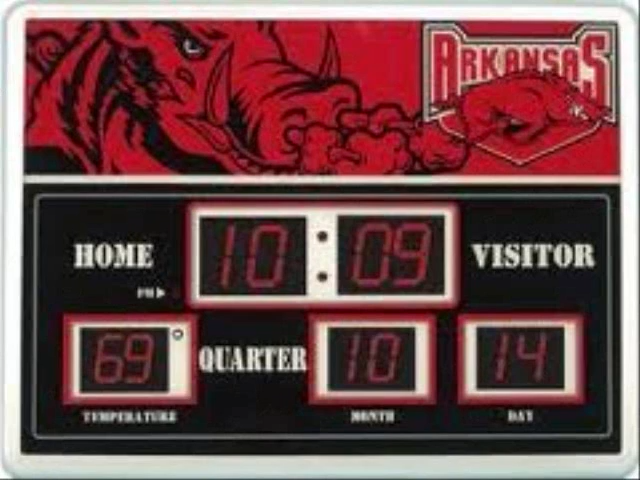 ARKANSAS
HOME 10:09 VISITOR
PM
69° QUARTER 10 14
TEMPERATURE MONTH DAY